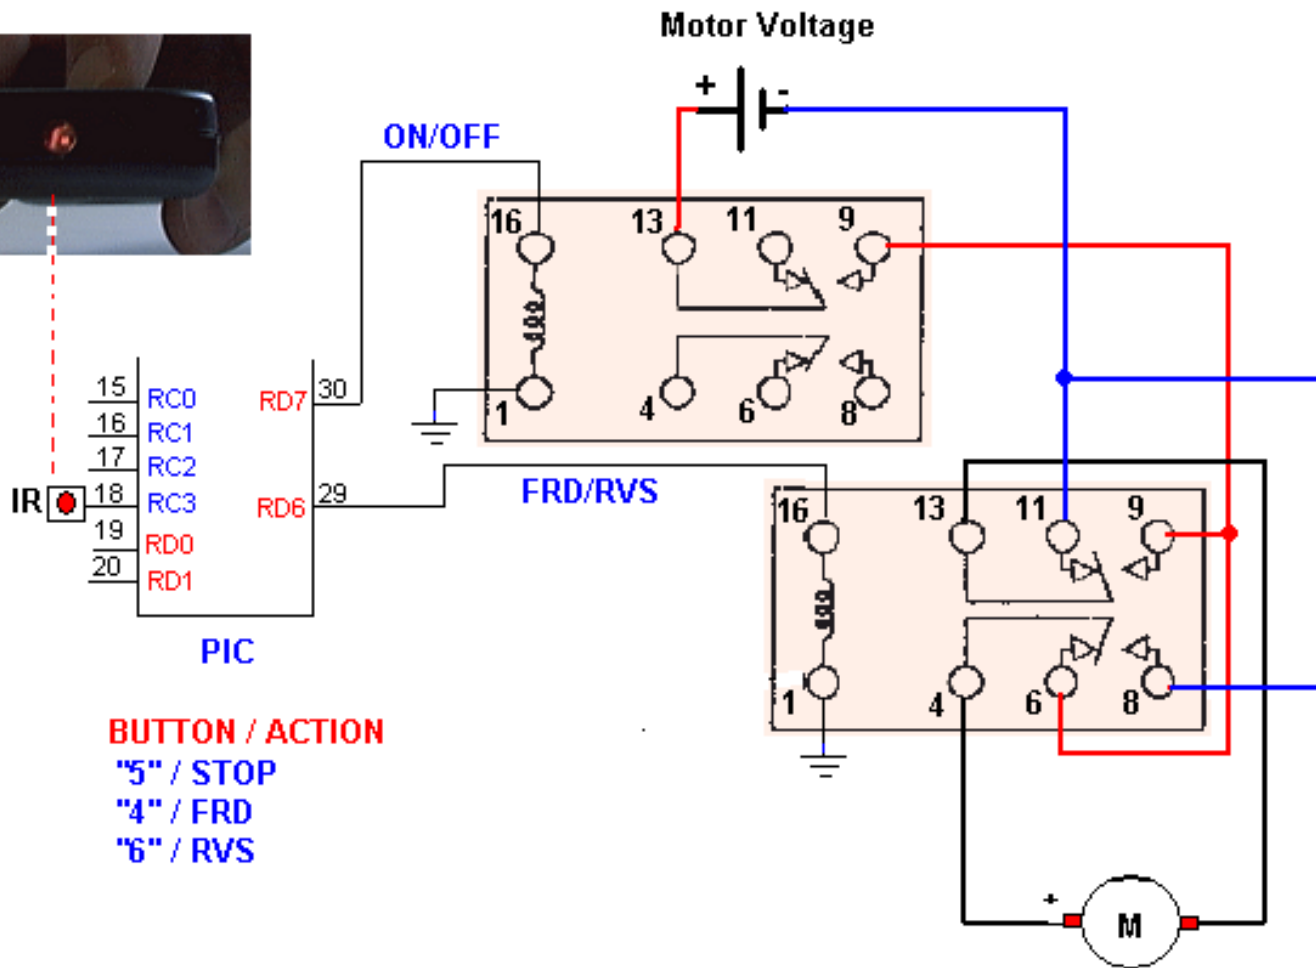 Motor Voltage
+ -
ON/OFF
16 13 11 9
1 4 6 8
15 RC0 RD7 30
16 RC1
17 RC2
IR 18 RC3 RD6 29
19 RD0
20 RD1
PIC
FRD/RVS
16 13 11 9
1 4 6 8
BUTTON / ACTION
"5" / STOP
"4" / FRD
"6" / RVS
+
M